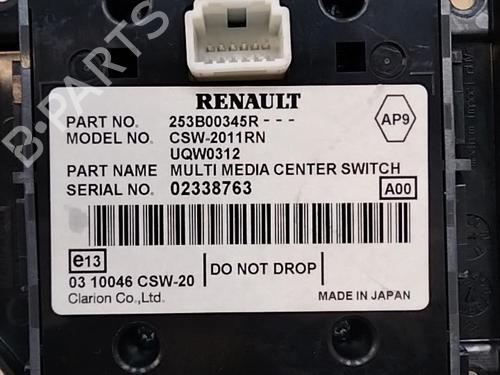 RENAULT
PART NO. 253B00345R - - -
AP9
MODEL NO. CSW-2011RN
UQW0312
PART NAME MULTI MEDIA CENTER SWITCH
SERIAL NO. 02338763 A00
e13
03 10046 CSW-20
DO NOT DROP
Clarion Co.,Ltd.
MADE IN JAPAN
B-PARTS